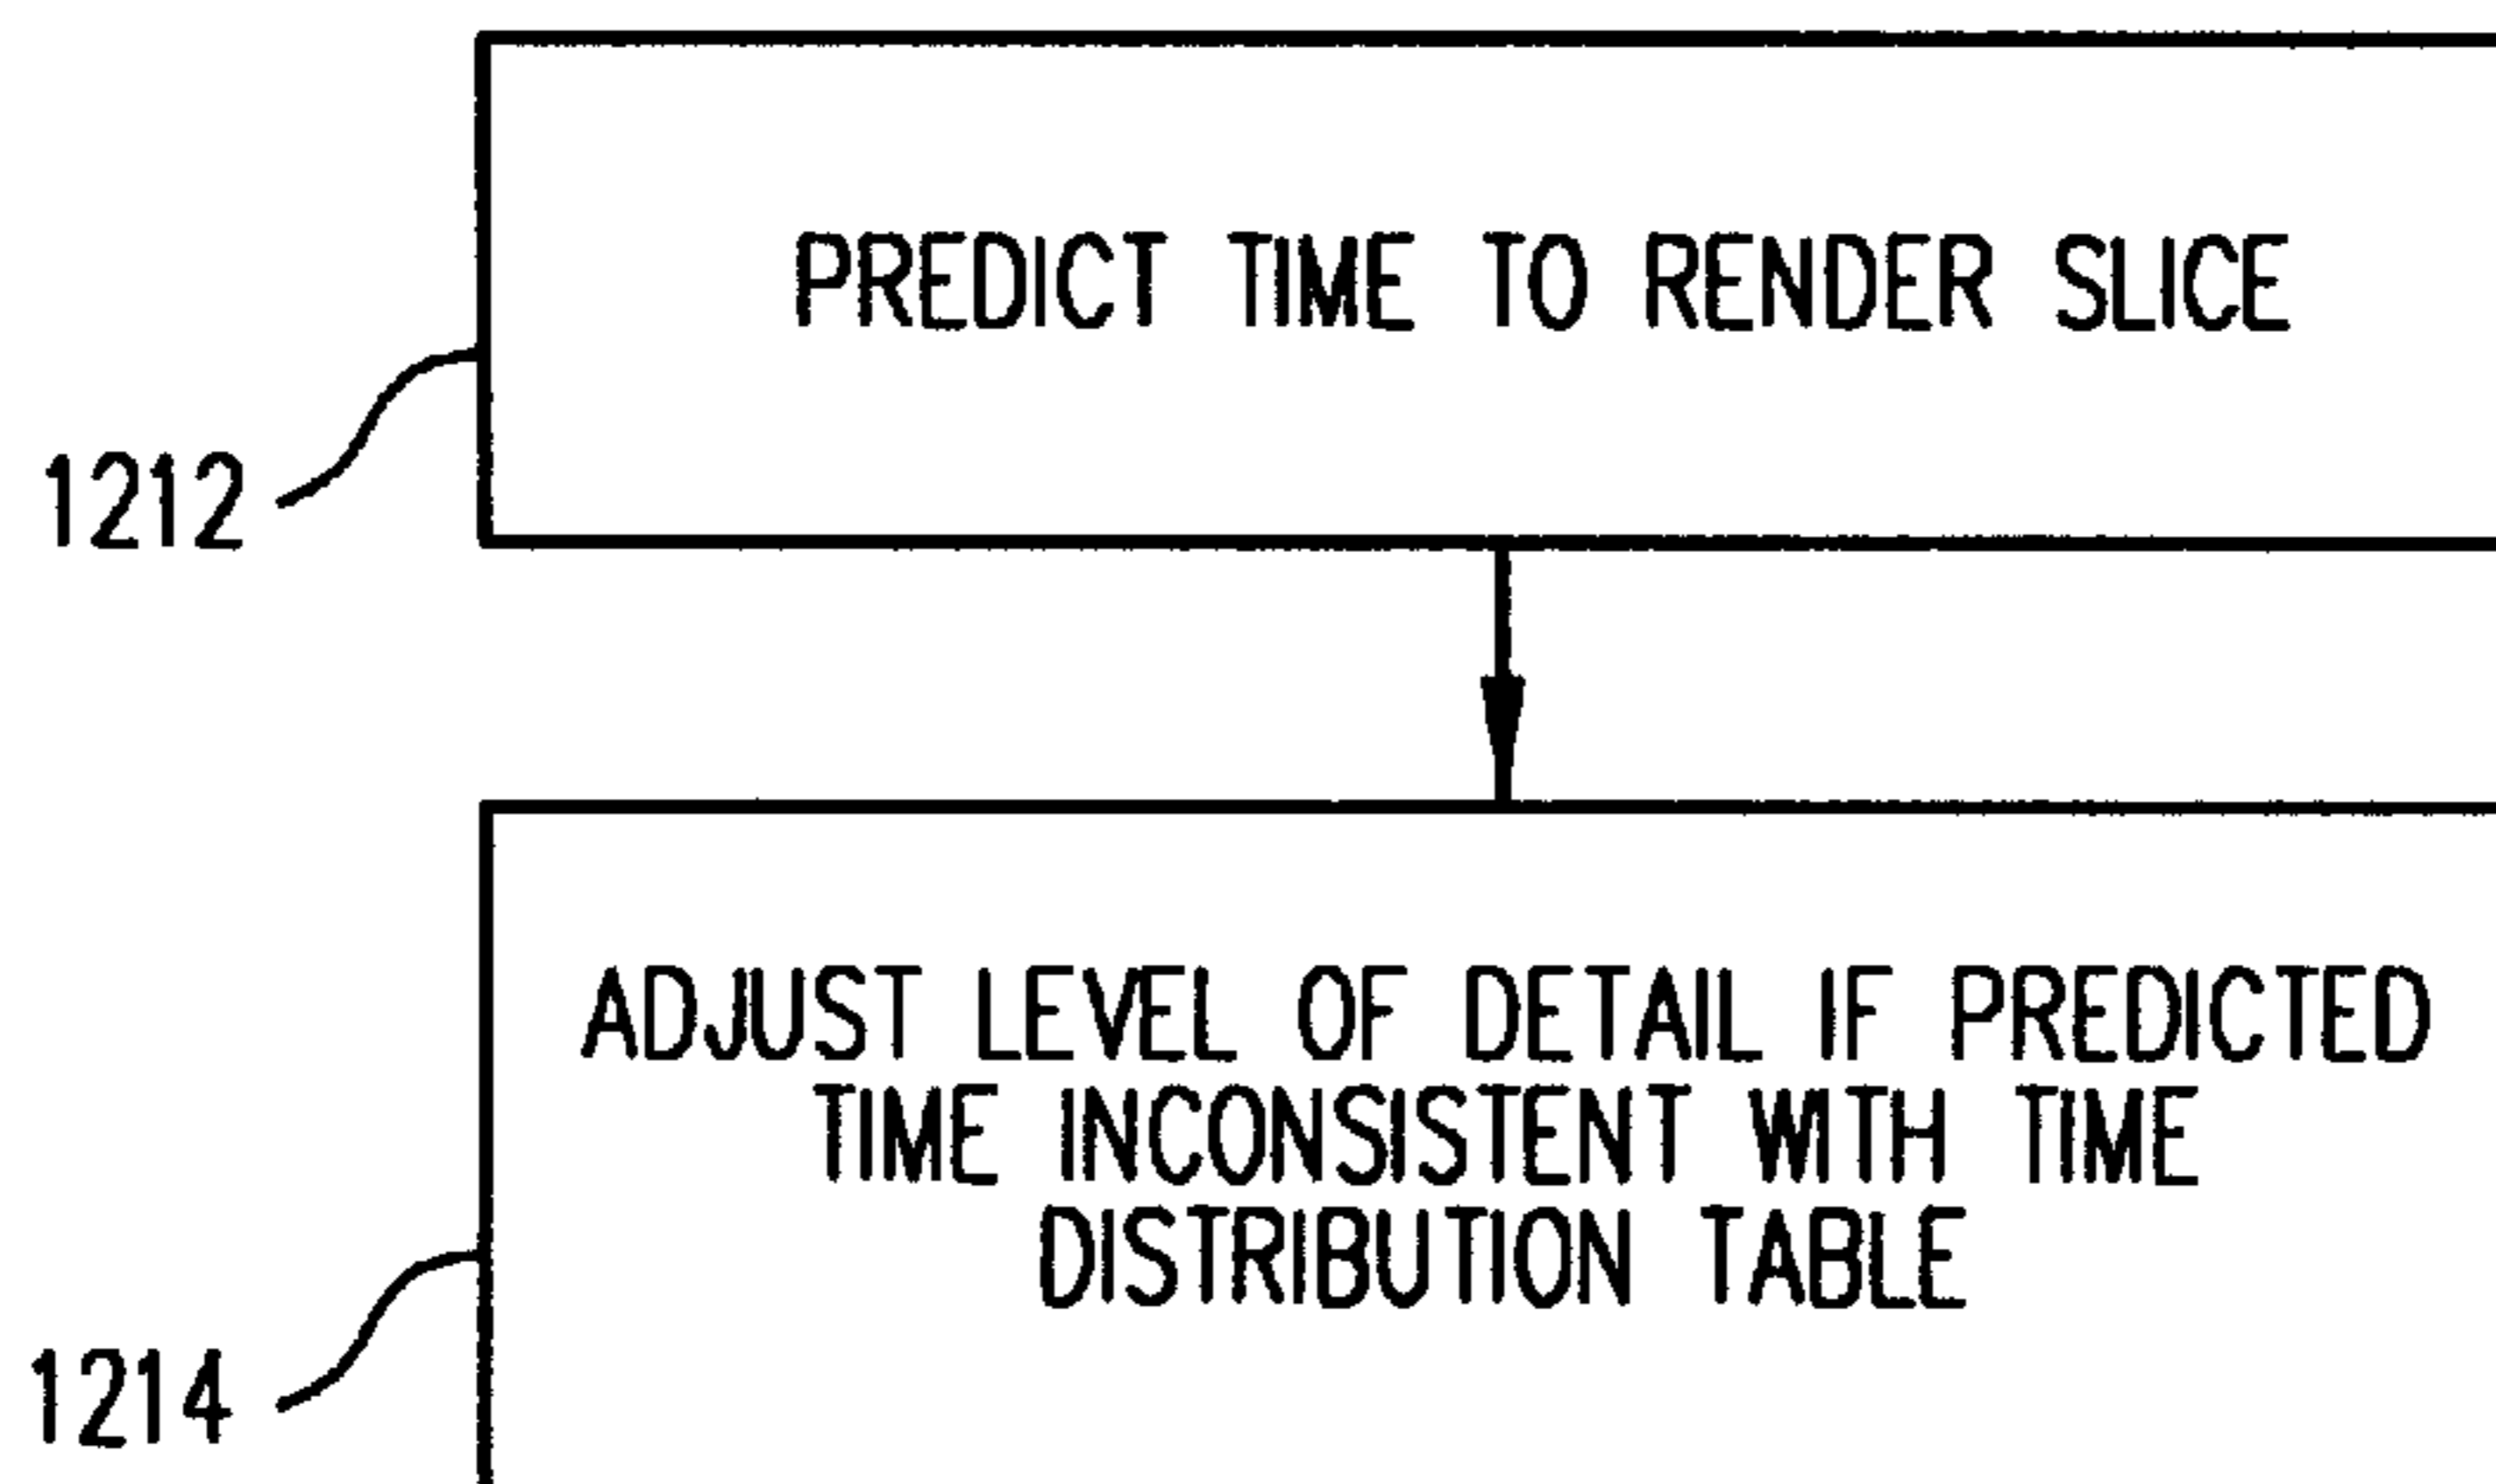 PREDICT TIME TO RENDER SLICE
1212
ADJUST LEVEL OF DETAIL IF PREDICTED
TIME INCONSISTENT WITH TIME
DISTRIBUTION TABLE
1214